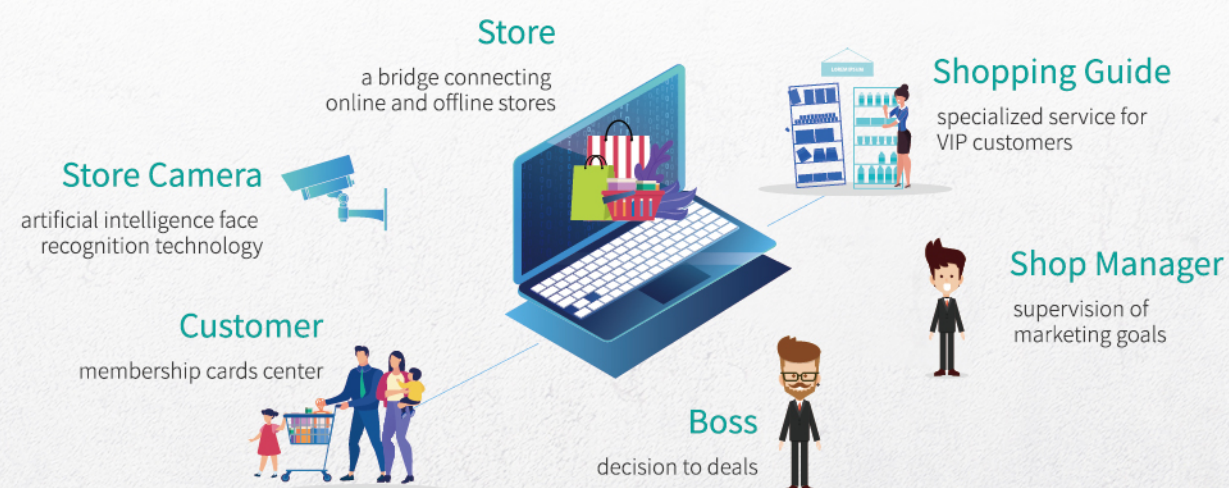 Store
a bridge connecting
online and offline stores
Shopping Guide
specialized service for
VIP customers
Store Camera
artificial intelligence face
recognition technology
Shop Manager
supervision of
marketing goals
Customer
membership cards center
Boss
decision to deals